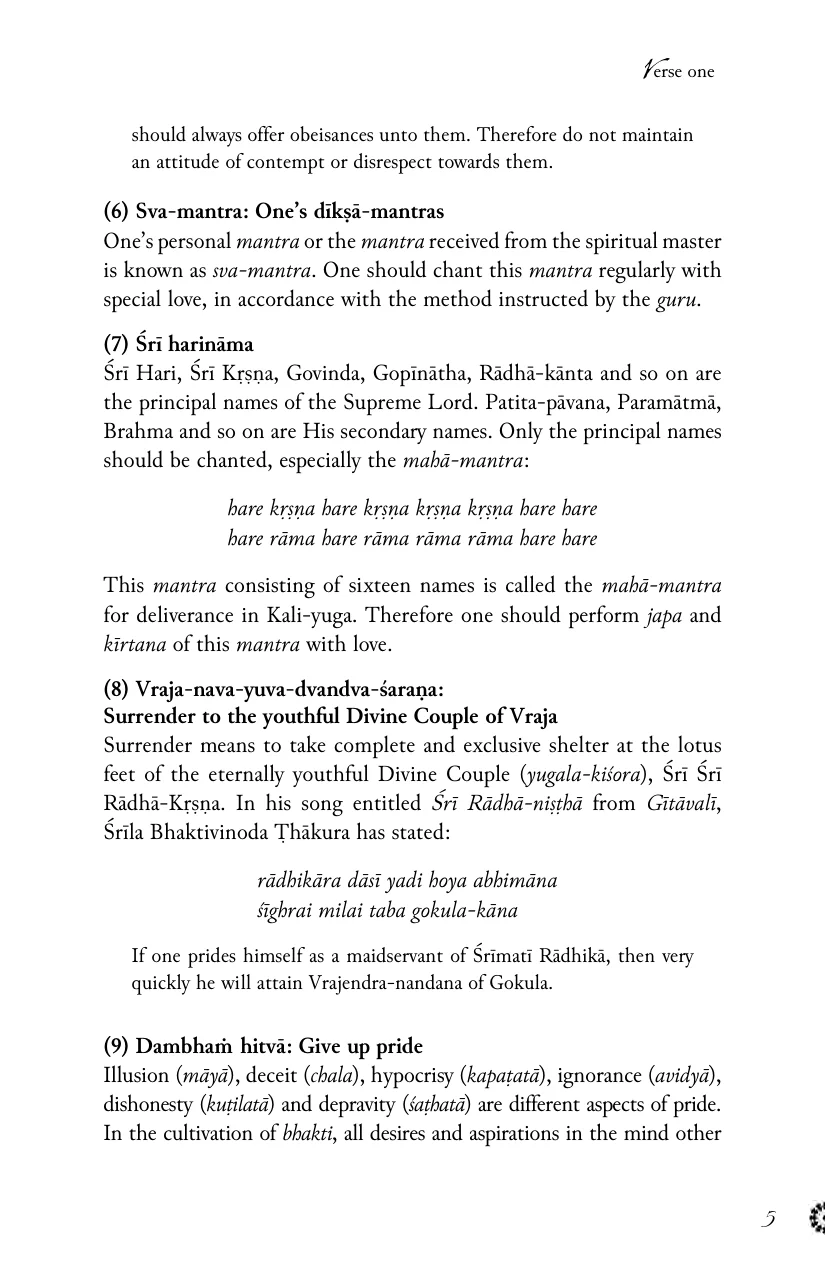 Verse one
should always offer obeisances unto them. Therefore do not maintain
an attitude of contempt or disrespect towards them.
(6) Sva-mantra: One’s dīkṣā-mantras
One’s personal mantra or the mantra received from the spiritual master
is known as sva-mantra. One should chant this mantra regularly with
special love, in accordance with the method instructed by the guru.
(7) Śrī harināma
Śrī Hari, Śrī Kṛṣṇa, Govinda, Gopīnātha, Rādhā-kānta and so on are
the principal names of the Supreme Lord. Patita-pāvana, Paramātmā,
Brahma and so on are His secondary names. Only the principal names
should be chanted, especially the mahā-mantra:
hare kṛṣṇa hare kṛṣṇa kṛṣṇa kṛṣṇa hare hare
hare rāma hare rāma rāma rāma hare hare
This mantra consisting of sixteen names is called the mahā-mantra
for deliverance in Kali-yuga. Therefore one should perform japa and
kīrtana of this mantra with love.
(8) Vraja-nava-yuva-dvandva-śaraṇa:
Surrender to the youthful Divine Couple of Vraja
Surrender means to take complete and exclusive shelter at the lotus
feet of the eternally youthful Divine Couple (yugala-kiśora), Śrī Śrī
Rādhā-Kṛṣṇa. In his song entitled Śrī Rādhā-niṣṭhā from Gītāvalī,
Śrīla Bhaktivinoda Ṭhākura has stated:
rādhikāra dāsī yadi hoya abhimāna
śīghrai milai taba gokula-kāna
If one prides himself as a maidservant of Śrīmatī Rādhikā, then very
quickly he will attain Vrajendra-nandana of Gokula.
(9) Dambhaṁ hitvā: Give up pride
Illusion (māyā), deceit (chala), hypocrisy (kapaṭatā), ignorance (avidyā),
dishonesty (kuṭilatā) and depravity (śaṭhatā) are different aspects of pride.
In the cultivation of bhakti, all desires and aspirations in the mind other
5